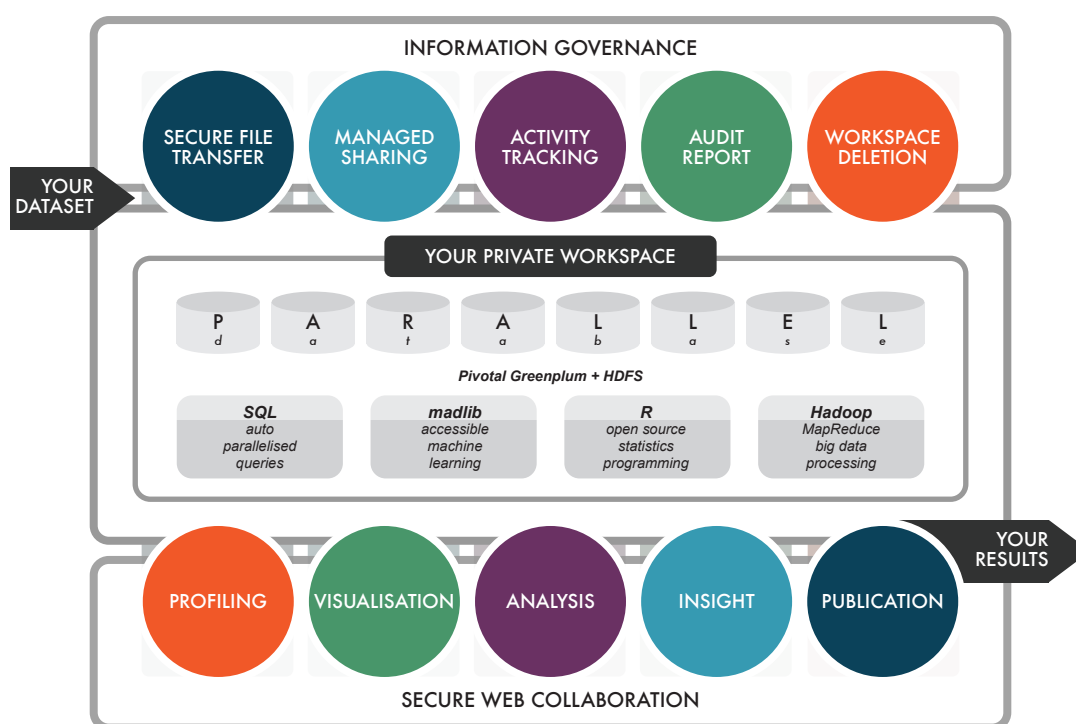 INFORMATION GOVERNANCE
SECURE FILE
TRANSFER
MANAGED
SHARING
ACTIVITY
TRACKING
AUDIT
REPORT
WORKSPACE
DELETION
YOUR
DATASET
YOUR PRIVATE WORKSPACE
P A R A L L E L
d a t a b a s e
Pivotal Greenplum + HDFS
SQL
auto
parallelised
queries
madlib
accessible
machine
learning
R
open source
statistics
programming
Hadoop
MapReduce
big data
processing
YOUR
RESULTS
PROFILING
VISUALISATION
ANALYSIS
INSIGHT
PUBLICATION
SECURE WEB COLLABORATION